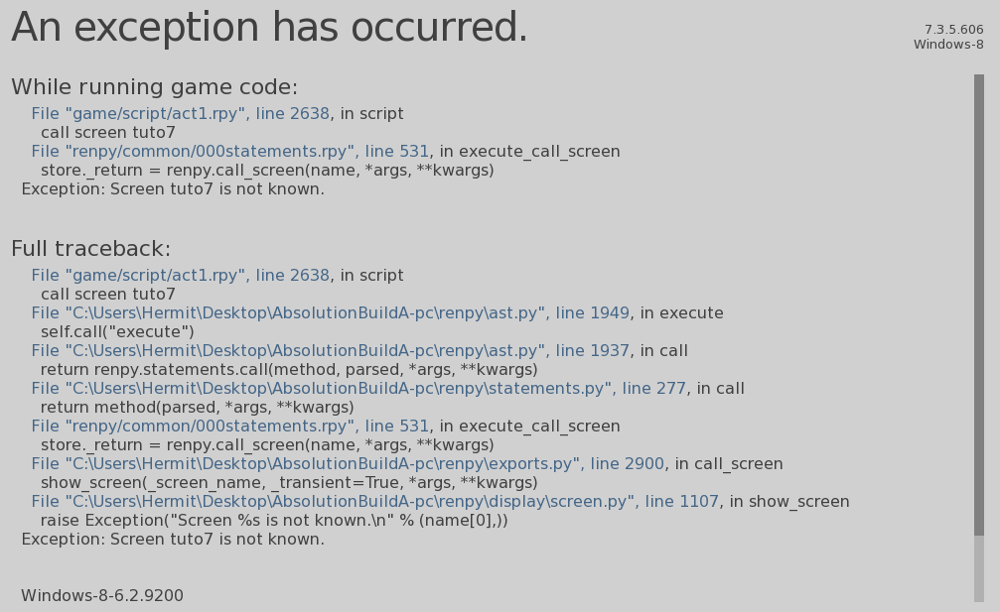 An exception has occurred.
7.3.5.606
Windows-8
While running game code:
File "game/script/act1.rpy", line 2638, in script
call screen tuto7
File "renpy/common/000statements.rpy", line 531, in execute_call_screen
store._return = renpy.call_screen(name, *args, **kwargs)
Exception: Screen tuto7 is not known.
Full traceback:
File "game/script/act1.rpy", line 2638, in script
call screen tuto7
File "C:\Users\Hermit\Desktop\AbsolutionBuildA-pc\renpy\ast.py", line 1949, in execute
self.call("execute")
File "C:\Users\Hermit\Desktop\AbsolutionBuildA-pc\renpy\ast.py", line 1937, in call
return renpy.statements.call(method, parsed, *args, **kwargs)
File "C:\Users\Hermit\Desktop\AbsolutionBuildA-pc\renpy\statements.py", line 277, in call
return method(parsed, *args, **kwargs)
File "renpy/common/000statements.rpy", line 531, in execute_call_screen
store._return = renpy.call_screen(name, *args, **kwargs)
File "C:\Users\Hermit\Desktop\AbsolutionBuildA-pc\renpy\exports.py", line 2900, in call_screen
show_screen(_screen_name, _transient=True, *args, **kwargs)
File "C:\Users\Hermit\Desktop\AbsolutionBuildA-pc\renpy\display\screen.py", line 1107, in show_screen
raise Exception("Screen %s is not known.\n" % (name[0],))
Exception: Screen tuto7 is not known.
Windows-8-6.2.9200